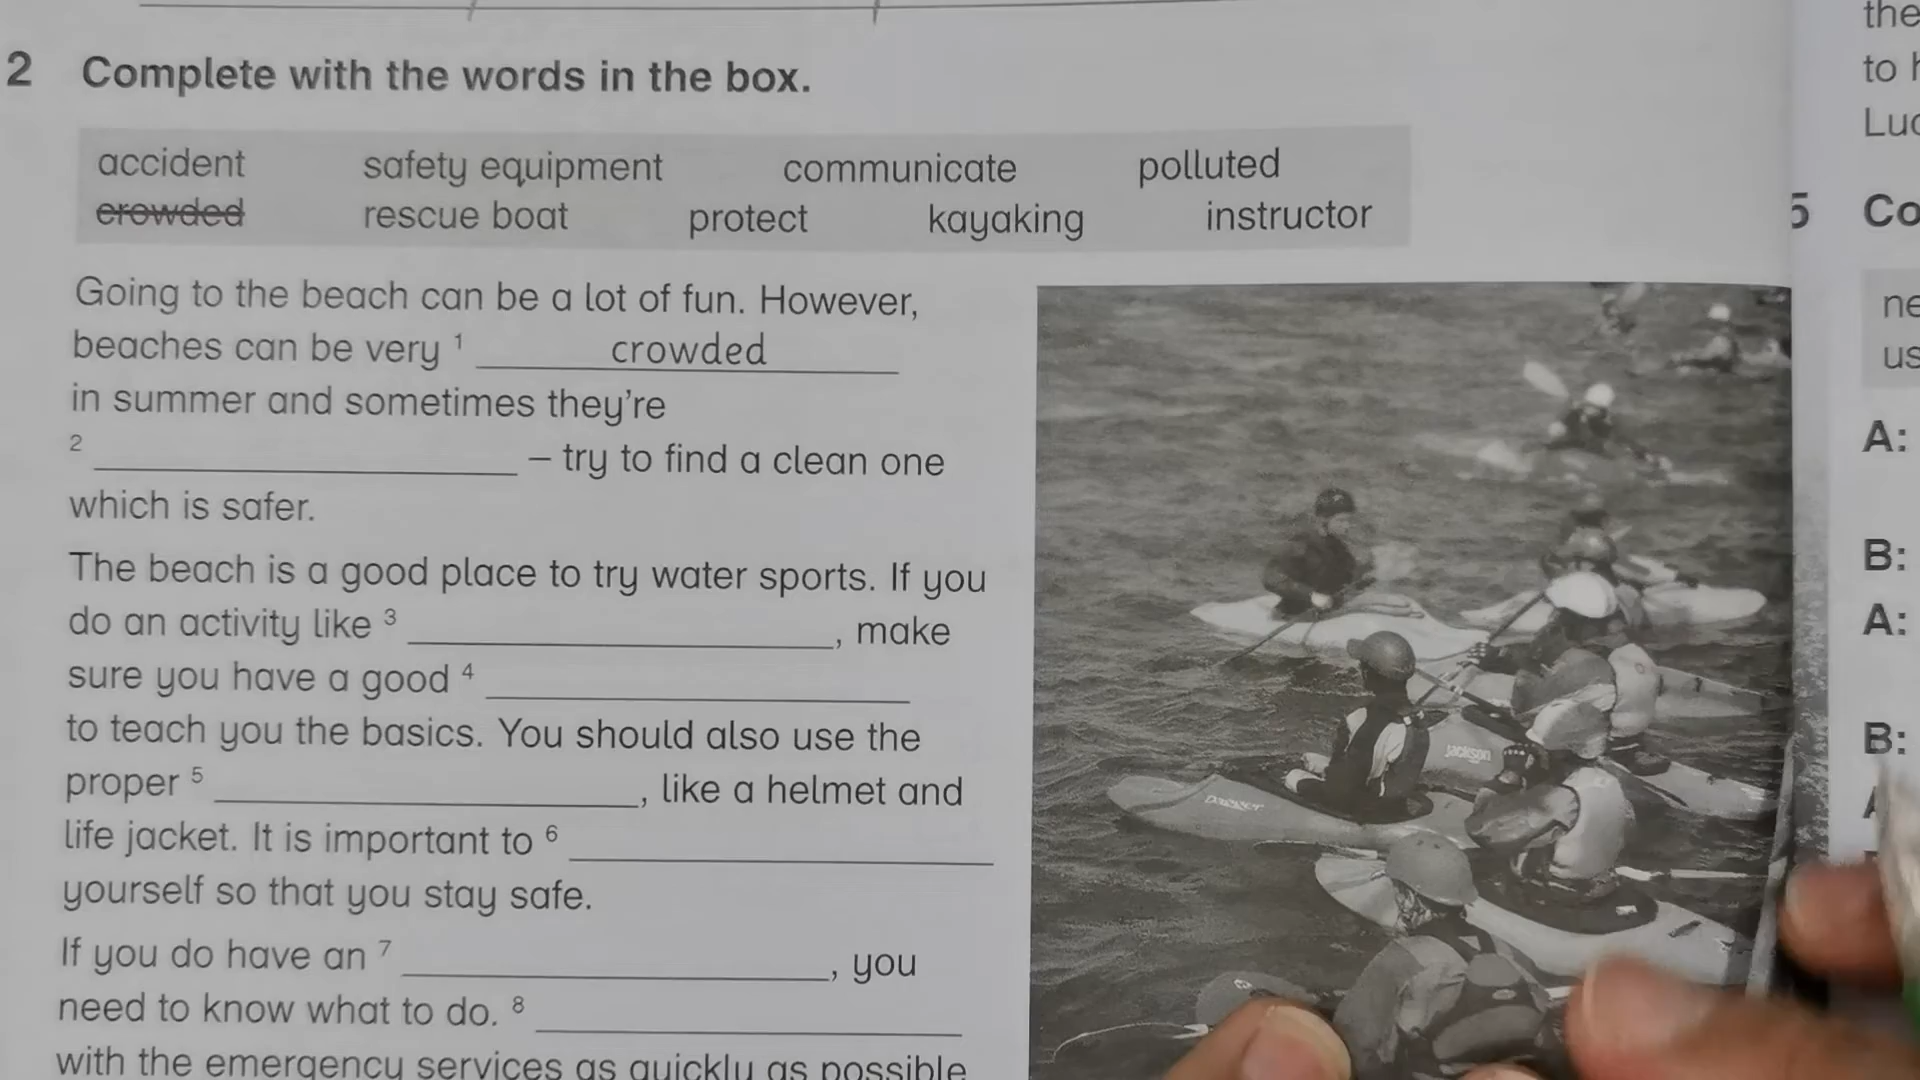 2 Complete with the words in the box.
accident safety equipment communicate polluted
crowded rescue boat protect kayaking instructor
Going to the beach can be a lot of fun. However,
beaches can be very 1 crowded
in summer and sometimes they're
2 – try to find a clean one
which is safer.
The beach is a good place to try water sports. If you
do an activity like 3 , make
sure you have a good 4
to teach you the basics. You should also use the
proper 5 , like a helmet and
life jacket. It is important to 6
yourself so that you stay safe.
If you do have an 7 , you
need to know what to do. 8
with the emergency services as quickly as possible
jackson
Dagger
the
to
5
A:
B:
A:
B: